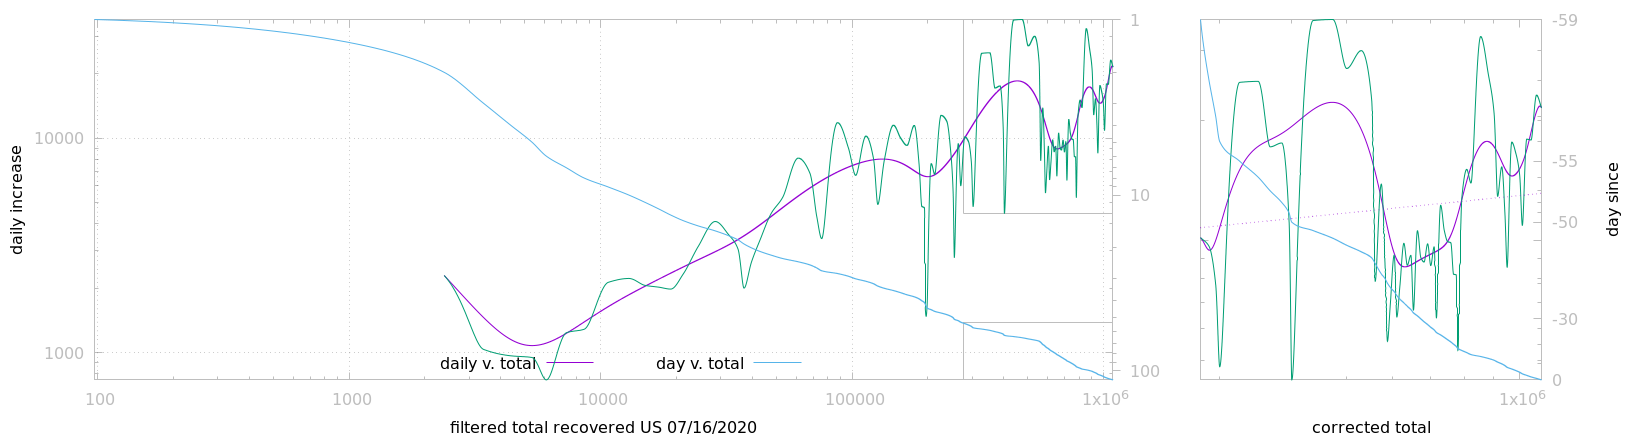 1
-59
10000
-55
10
-50
daily increase
day since
-30
1000
daily v. total
day v. total
100
0
100
1000
10000
100000
1x10⁶
1x10⁶
filtered total recovered US 07/16/2020
corrected total